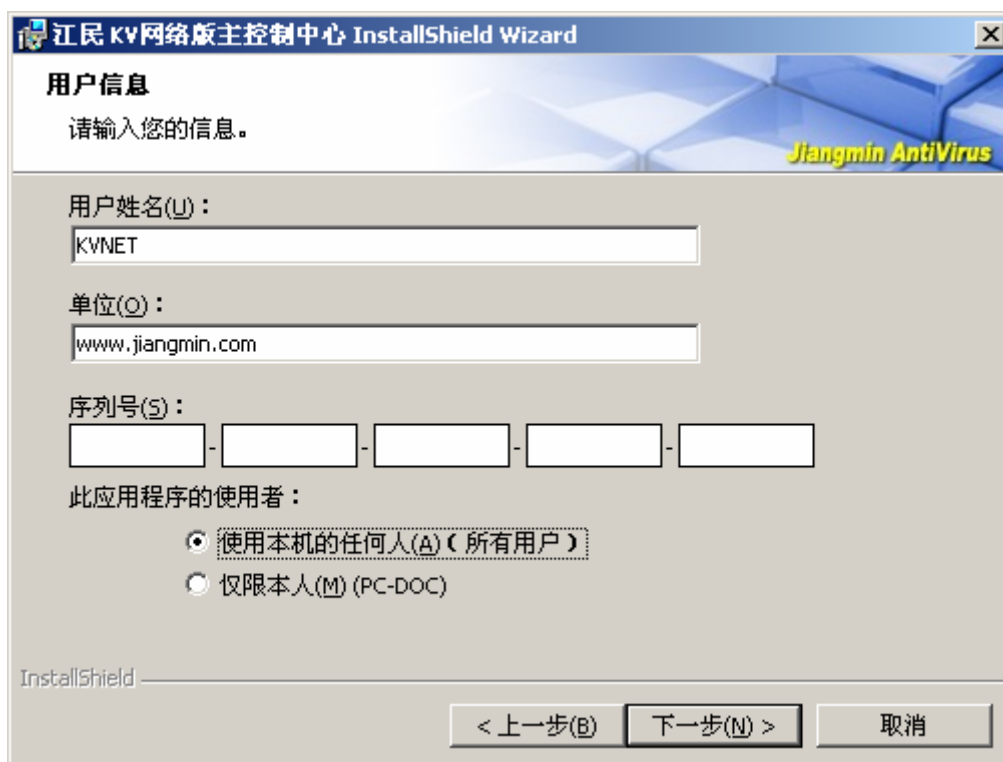 江民 KV网络版主控制中心 InstallShield Wizard
用户信息
请输入您的信息。
Jiangmin AntiVirus
用户姓名(U)：
KVNET
单位(O)：
www.jiangmin.com
序列号(S)：
- - - -
此应用程序的使用者：
使用本机的任何人(A)（所有用户）
仅限本人(M) (PC-DOC)
InstallShield
< 上一步(B) 下一步(N) > 取消